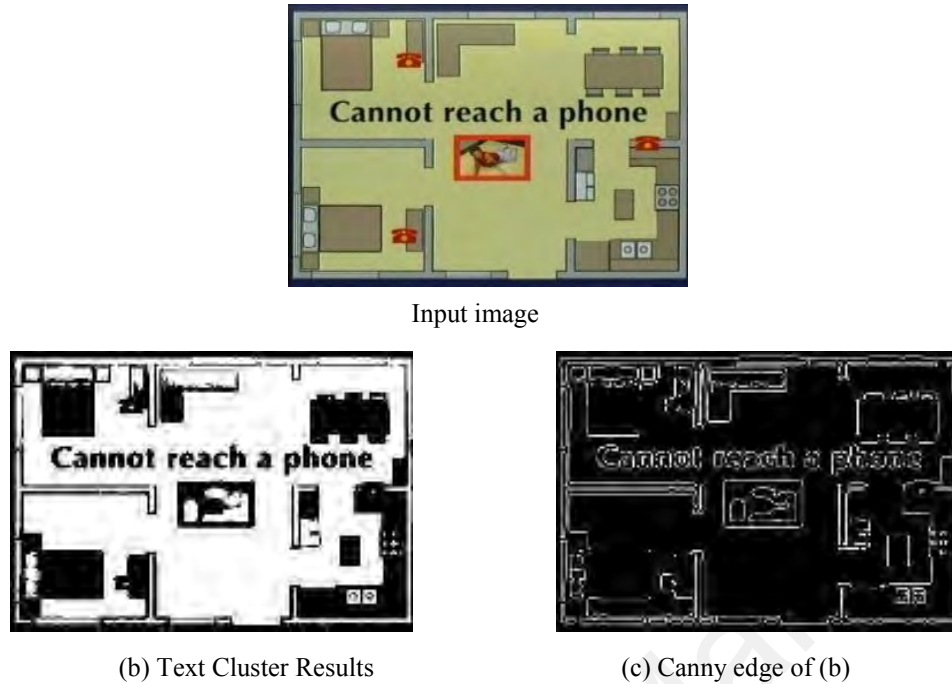 Cannot reach a phone
Input image
Cannot reach a phone
Cannot reach a phone
(b) Text Cluster Results
(c) Canny edge of (b)